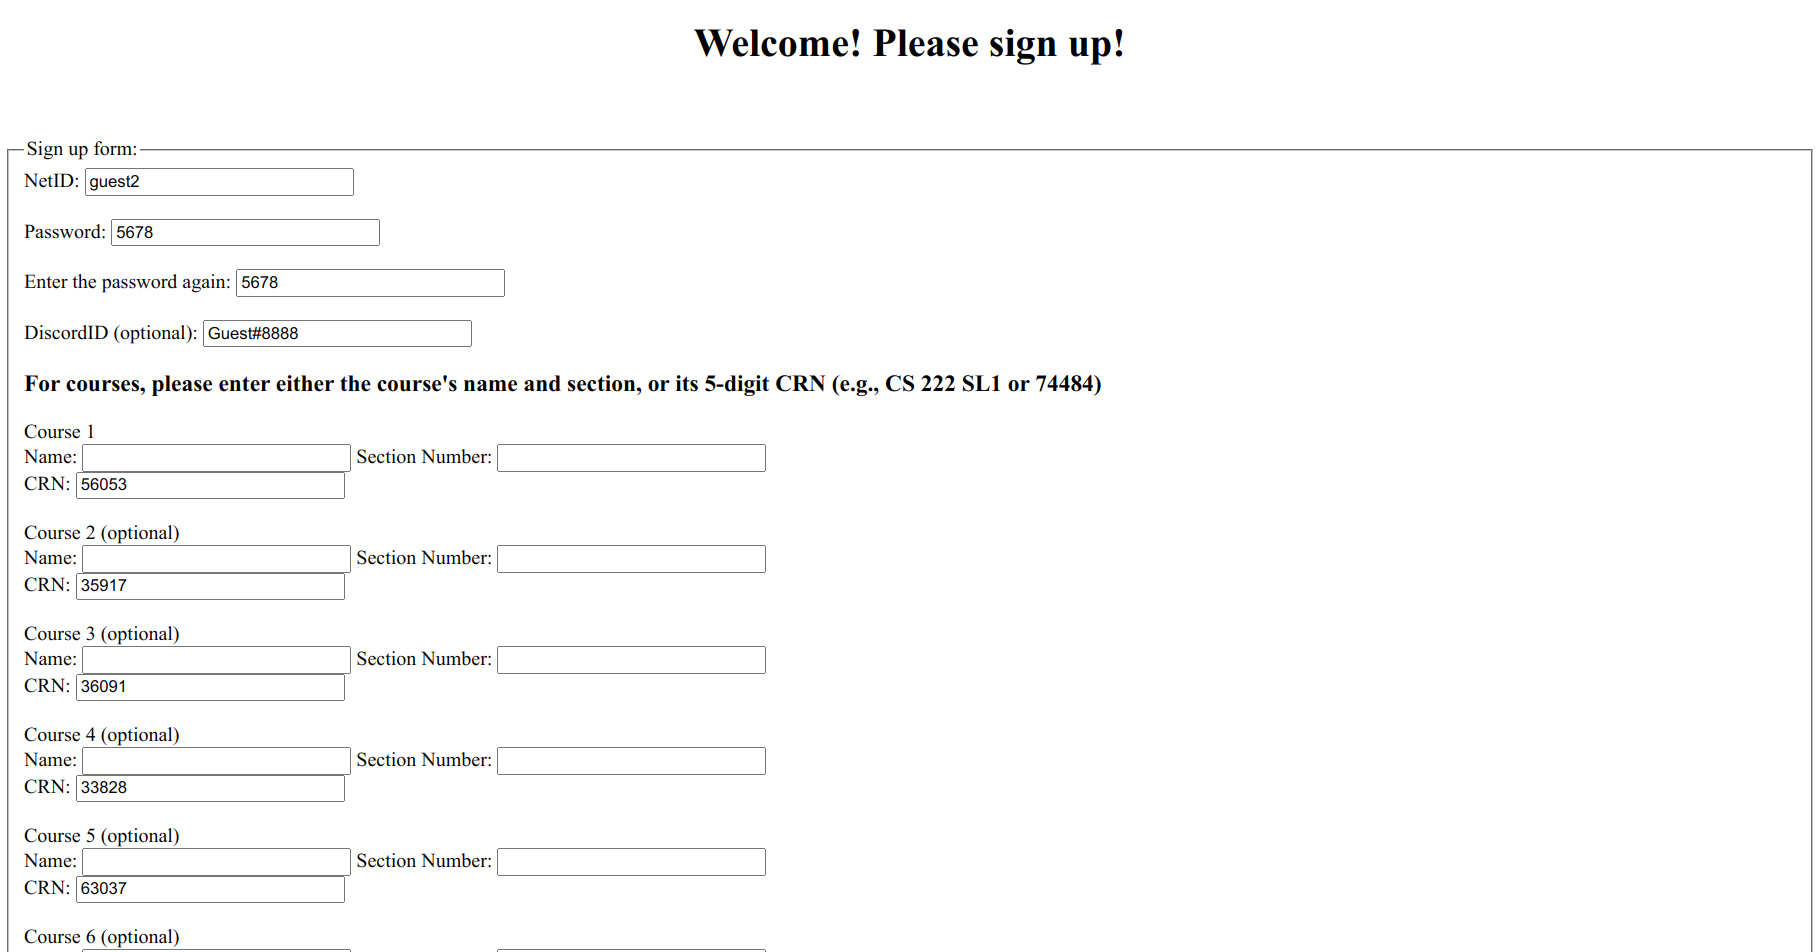 Welcome! Please sign up!
Sign up form:
NetID: guest2
Password: 5678
Enter the password again: 5678
DiscordID (optional): Guest#8888
For courses, please enter either the course's name and section, or its 5-digit CRN (e.g., CS 222 SL1 or 74484)
Course 1
Name: Section Number:
CRN: 56053
Course 2 (optional)
Name: Section Number:
CRN: 35917
Course 3 (optional)
Name: Section Number:
CRN: 36091
Course 4 (optional)
Name: Section Number:
CRN: 33828
Course 5 (optional)
Name: Section Number:
CRN: 63037
Course 6 (optional)